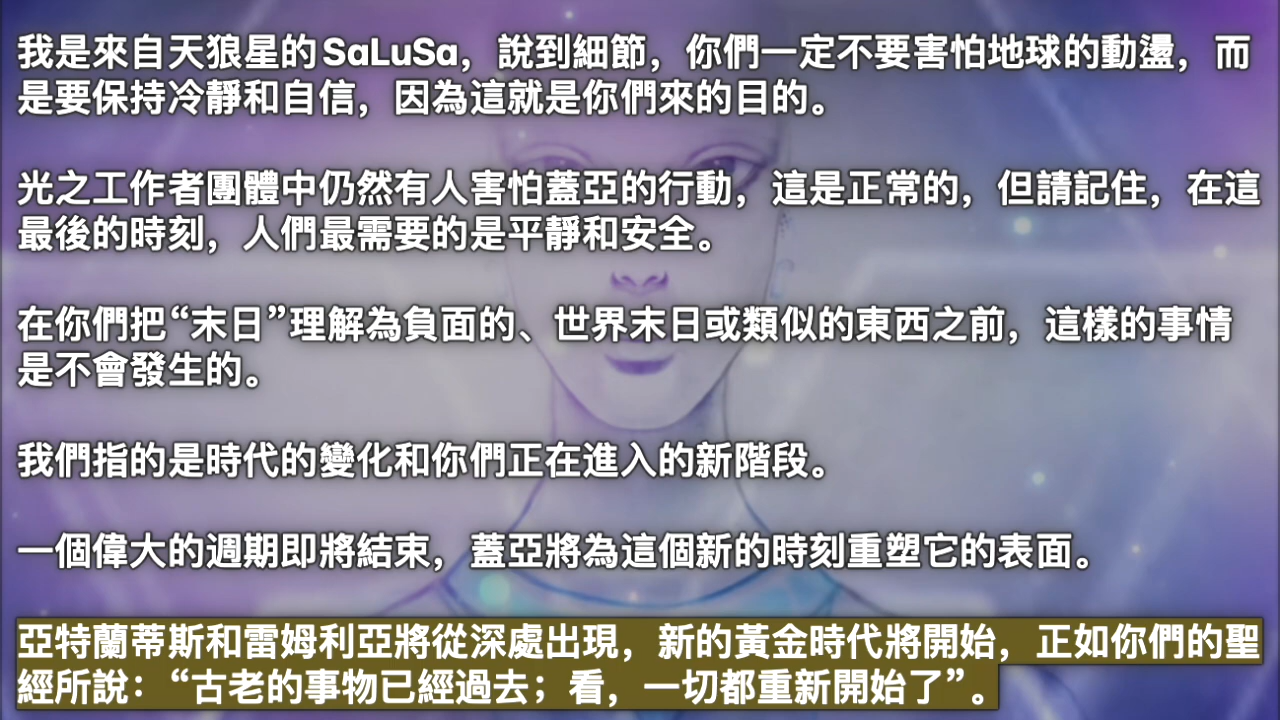 我是來自天狼星的SaLuSa，說到細節，你們一定不要害怕地球的動盪，而
是要保持冷靜和自信，因為這就是你們來的目的。
光之工作者團體中仍然有人害怕蓋亞的行動，這是正常的，但請記住，在這
最後的時刻，人們最需要的是平靜和安全。
在你們把“末日”理解為負面的、世界末日或類似的東西之前，這樣的事情
是不會發生的。
我們指的是時代的變化和你們正在進入的新階段。
一個偉大的週期即將結束，蓋亞將為這個新的時刻重塑它的表面。
亞特蘭蒂斯和雷姆利亞將從深處出現，新的黃金時代將開始，正如你們的聖
經所說：“古老的事物已經過去；看，一切都重新開始了”。